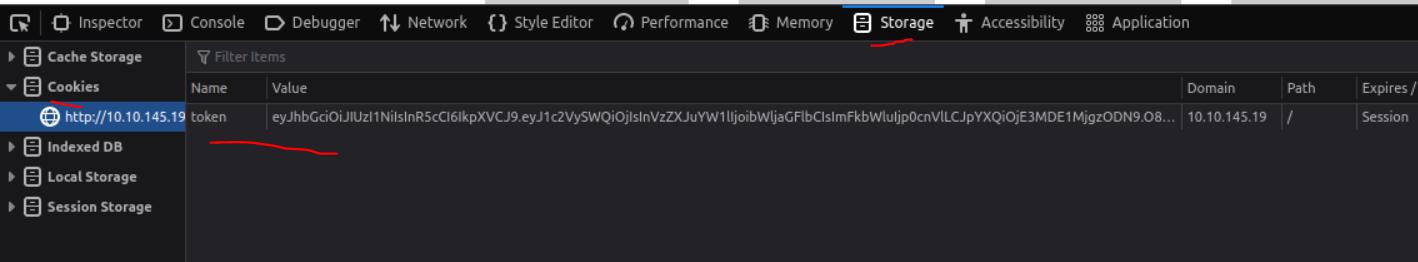 Inspector Console Debugger Network {} Style Editor Performance Memory Storage Accessibility Application
Cache Storage
Filter Items
Cookies
Name Value Domain Path Expires /
http://10.10.145.19 token eyJhbGciOiJIUzI1NiIsInR5cCI6IkpXVCJ9.eyJ1c2VySWQiOjIsInVzZXJuYW1lIjoibWljaGFlbCIsImFkbWluIjp0cnVlLCJpYXQiOjE3MDE1MjgzODN9.O8... 10.10.145.19 / Session
Indexed DB
Local Storage
Session Storage